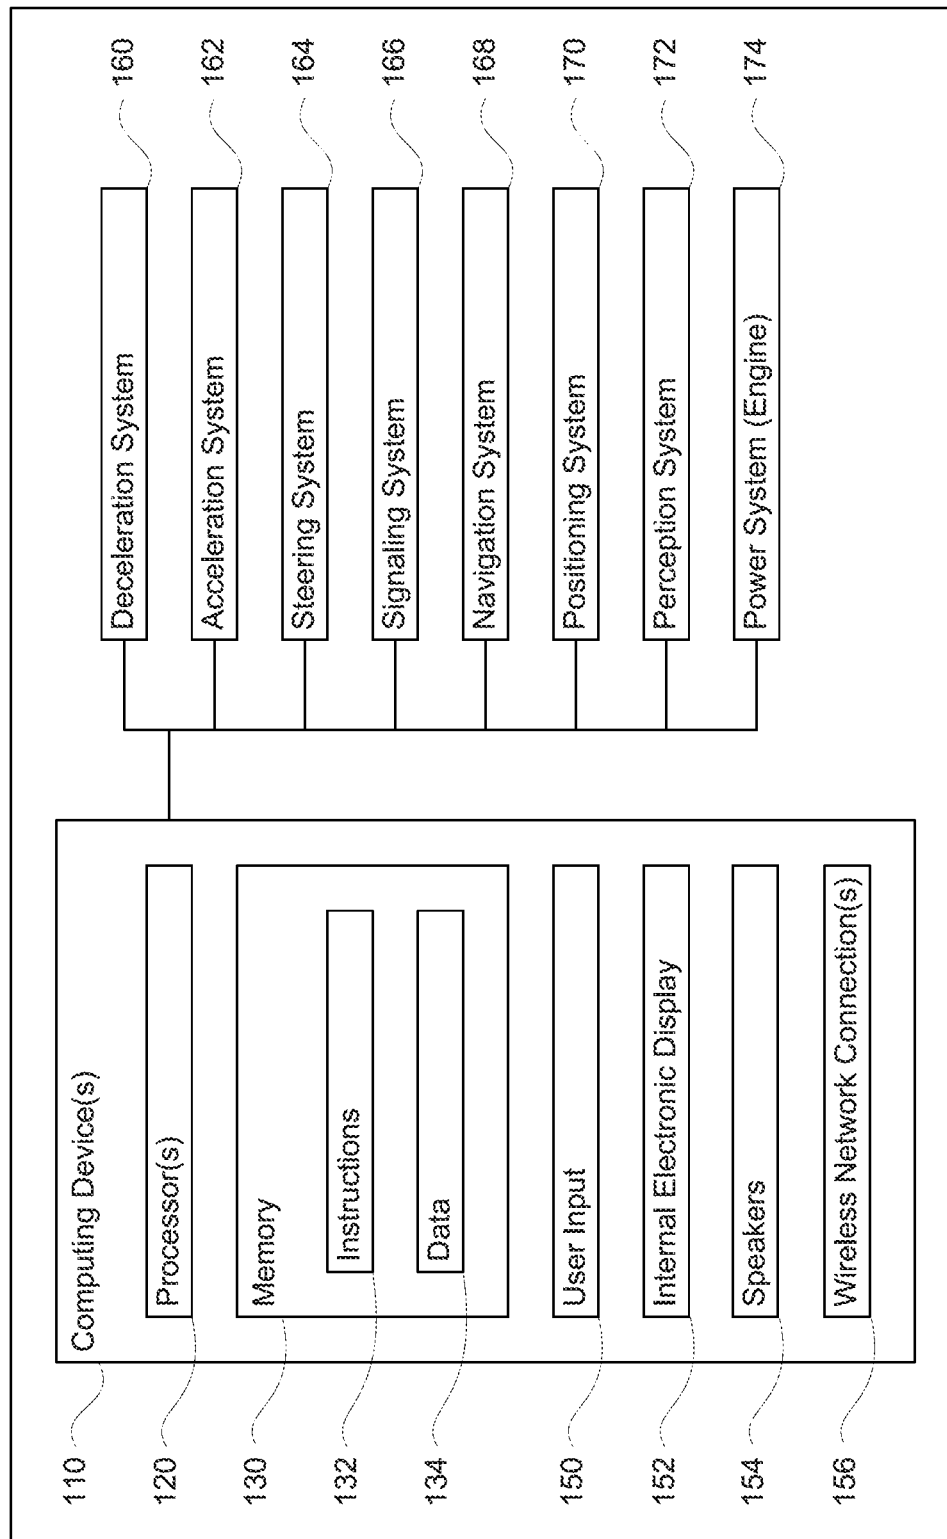 110
Computing Device(s)
120
Processor(s)
130
Memory
132
Instructions
134
Data
150
User Input
152
Internal Electronic Display
154
Speakers
156
Wireless Network Connection(s)
Deceleration System
160
Acceleration System
162
Steering System
164
Signaling System
166
Navigation System
168
Positioning System
170
Perception System
172
Power System (Engine)
174